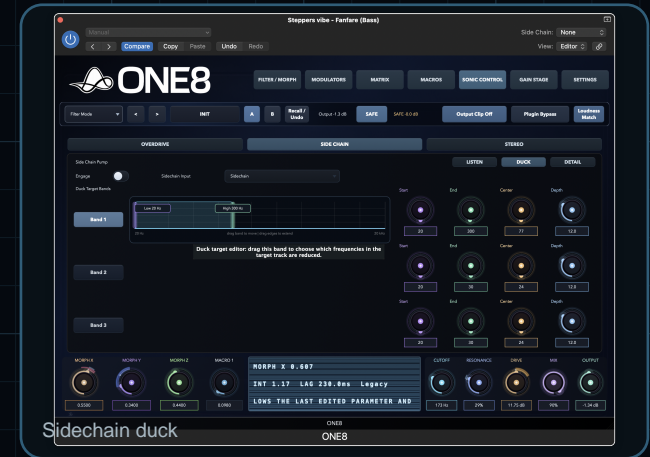 Steppers vibe - Fanfare (Bass)
Manual
Side Chain: None
< > Compare Copy Paste Undo Redo
View: Editor
ONE8
FILTER / MORPH MODULATORS MATRIX MACROS SONIC CONTROL GAIN STAGE SETTINGS
Filter Mode < > INIT A B Recall / Undo Output -1.3 dB SAFE SAFE -6.0 dB Output Clip Off Plugin Bypass Loudness Match
OVERDRIVE SIDE CHAIN STEREO
Side Chain Pump
LISTEN DUCK DETAIL
Engage Sidechain Input Sidechain
Duck Target Bands
Start End Center Depth
Band 1
Low 20 Hz High 300 Hz
20 300 77 12.0
Duck target editor: drag this band to choose which frequencies in the
target track are reduced.
Start End Center Depth
Band 2
20 30 24 12.0
Start End Center Depth
Band 3
20 30 24 12.0
MORPH X MORPH Y MORPH Z MACRO 1
MORPH X 0.607
INT 1.17 LAG 230.0ms Legacy
LOWS THE LAST EDITED PARAMETER AND
CUTOFF RESONANCE DRIVE MIX OUTPUT
0.5500 0.3400 0.4400 0.0900
173 Hz 29% 11.75 dB 90% -1.34 dB
Sidechain duck
ONE8
ONE8